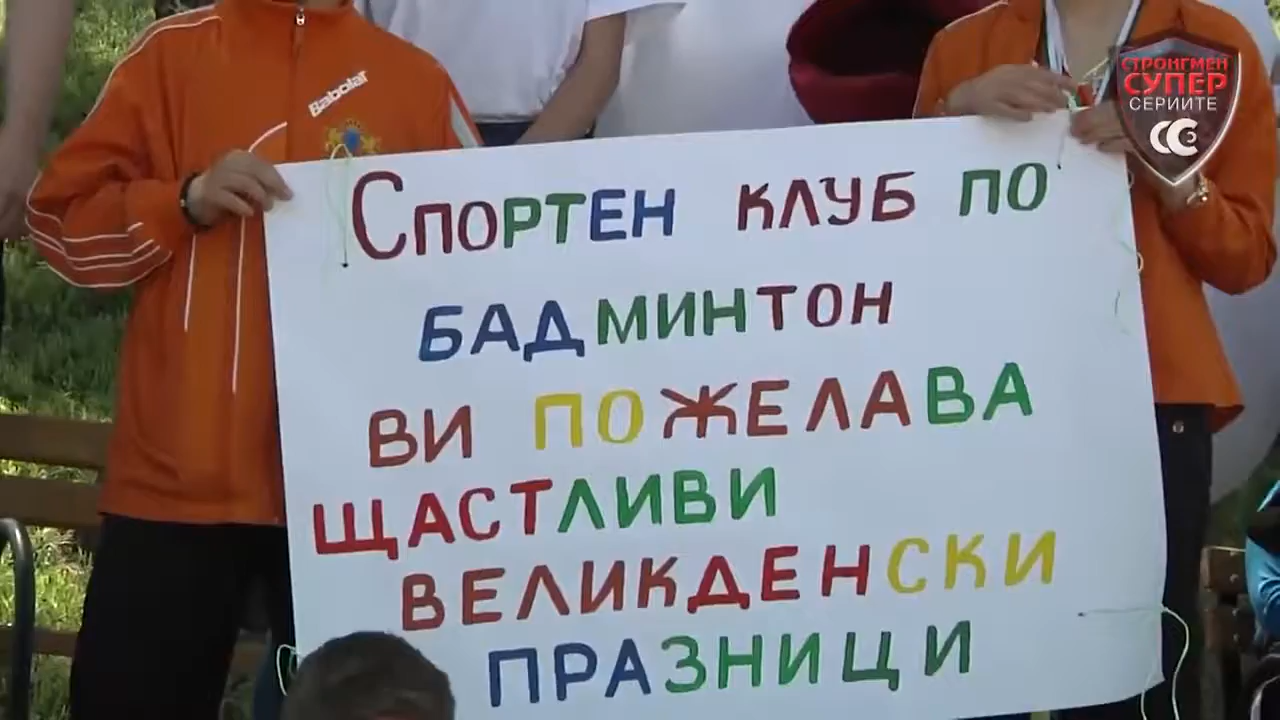 Babolat
СТРОНГМЕН
СУПЕР
СЕРИИТЕ
СПОРТЕН КЛУБ ПО
БАДМИНТОН
ВИ ПОЖЕЛАВА
ЩАСТЛИВИ
ВЕЛИКДЕНСКИ
ПРАЗНИЦИ